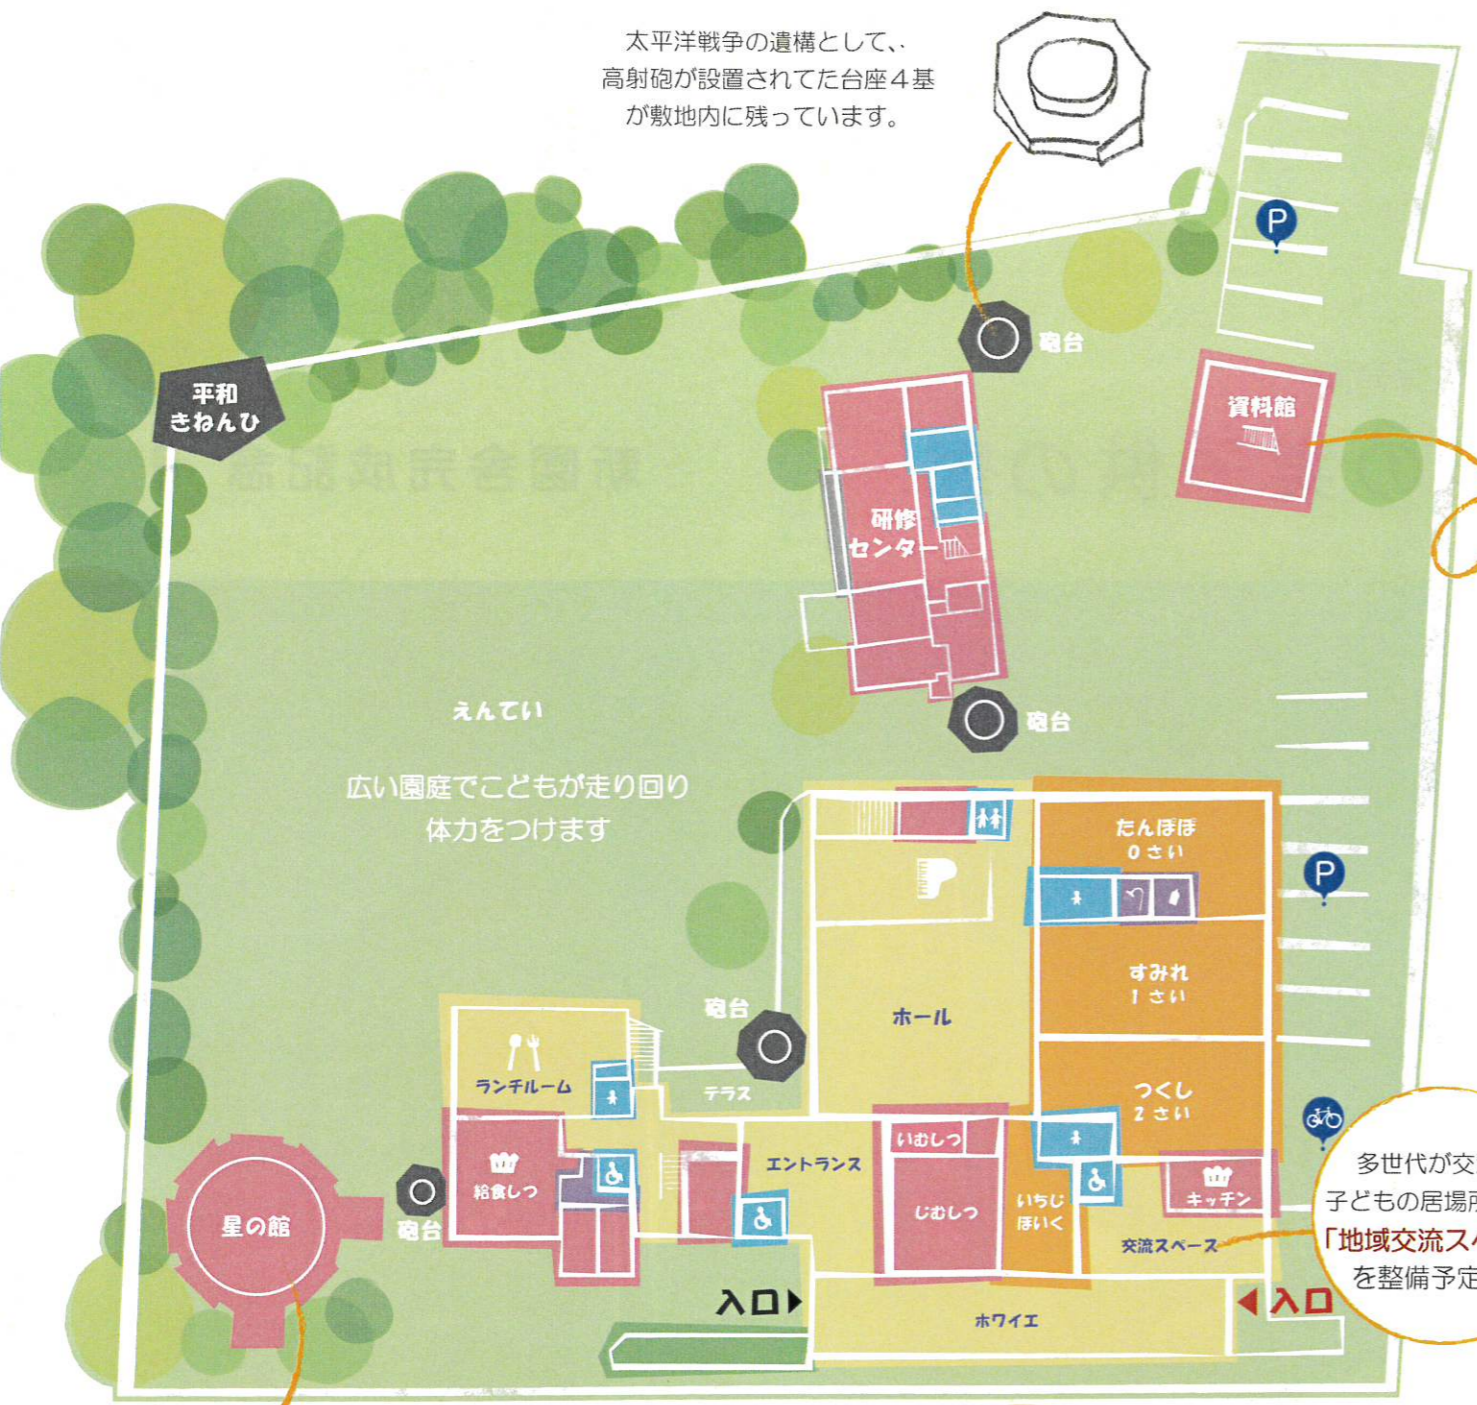 太平洋戦争の遺構として、
高射砲が設置されてた台座4基
が敷地内に残っています。
P
平和
きねんひ
砲台
資料館
研修
センター
砲台
えんてい
広い園庭でこどもが走り回り
体力をつけます
たんぽぽ
0さい
P
すみれ
1さい
ホール
砲台
ランチルーム
テラス
つくし
2さい
いむしつ
エントランス
給食しつ
キッチン
じむしつ
いちじ
ほいく
星の館
砲台
交流スペース
多世代が交
子どもの居場所
「地域交流スペ
を整備予定
入口
入口
ホワイエ